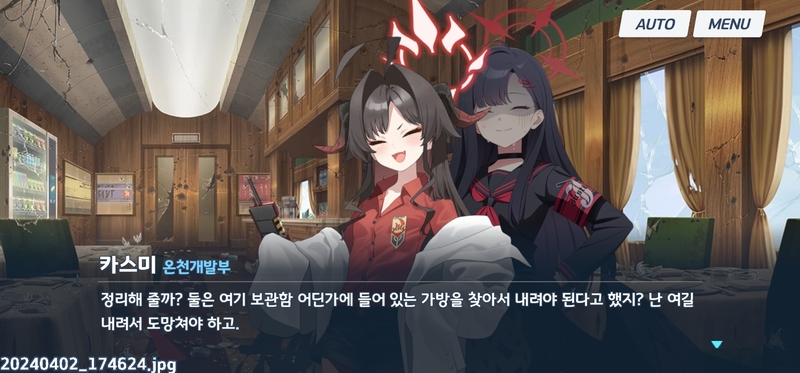 AUTO
MENU
카스미 온천개발부
정리해 줄까? 둘은 여기 보관함 어딘가에 들어 있는 가방을 찾아서 내려야 된다고 했지? 난 여길
내려서 도망쳐야 하고.
20240402_174624.jpg